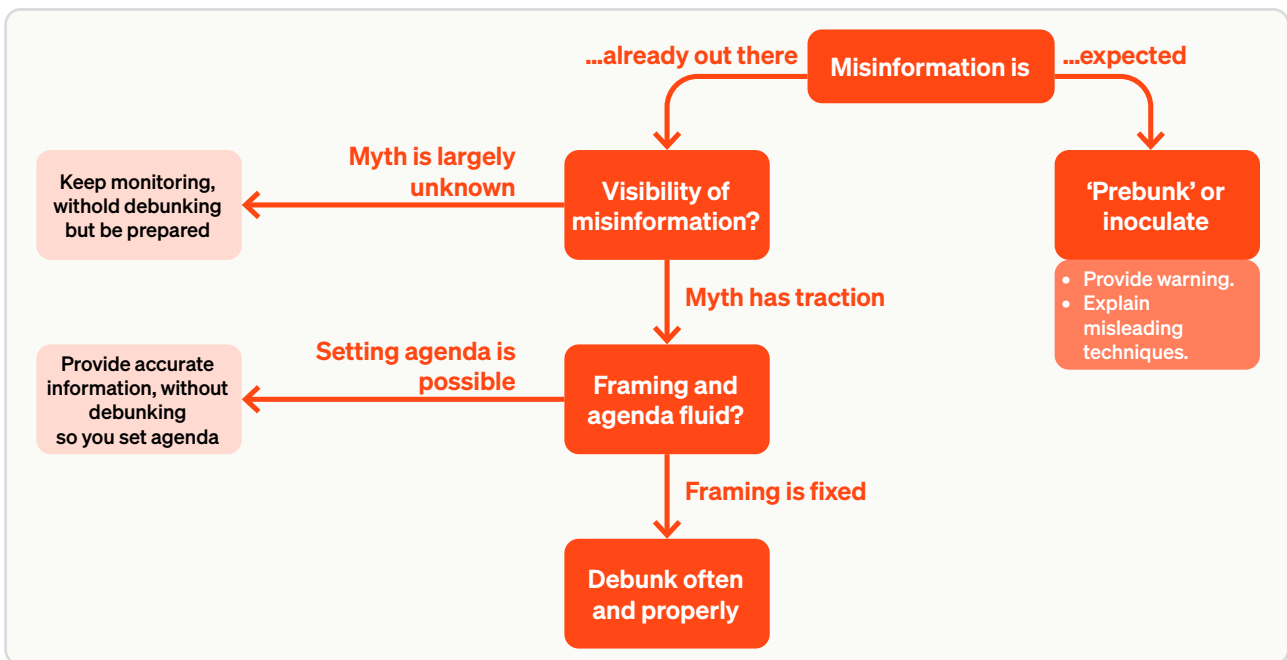 ...already out there
Misinformation is
...expected
Myth is largely
unknown
Keep monitoring,
withold debunking
but be prepared
Visibility of
misinformation?
'Prebunk' or
inoculate
• Provide warning.
• Explain
misleading
techniques.
Myth has traction
Setting agenda is
possible
Provide accurate
information, without
debunking
so you set agenda
Framing and
agenda fluid?
Framing is fixed
Debunk often
and properly